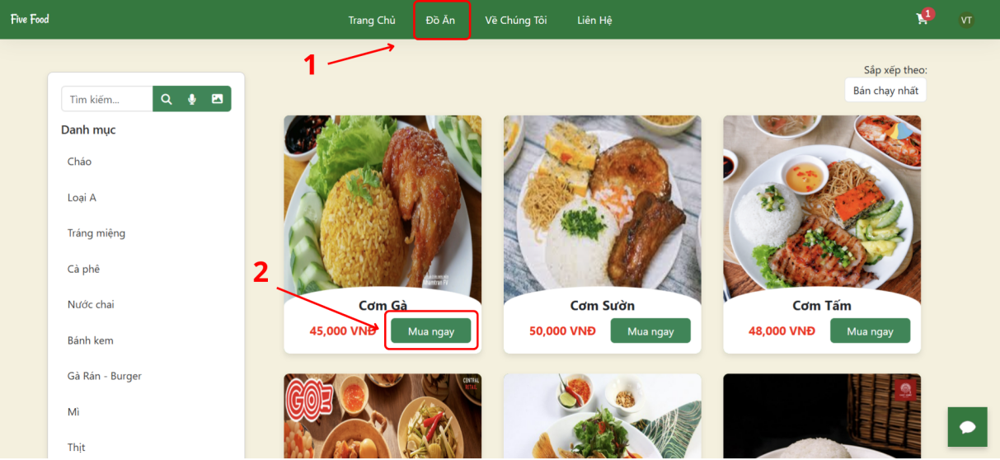 Five Food
Trang Chủ
Đồ Ăn
Về Chúng Tôi
Liên Hệ
1
VT
1
Sắp xếp theo:
Bán chạy nhất
Tìm kiếm...
Danh mục
Cháo
Loại A
Tráng miệng
Cà phê
Nước chai
Bánh kem
Gà Rán - Burger
Mì
Thịt
2
Cơm Gà
45,000 VNĐ
Mua ngay
Cơm Sườn
50,000 VNĐ
Mua ngay
Cơm Tấm
48,000 VNĐ
Mua ngay
GO!
CENTRAL
RETAIL